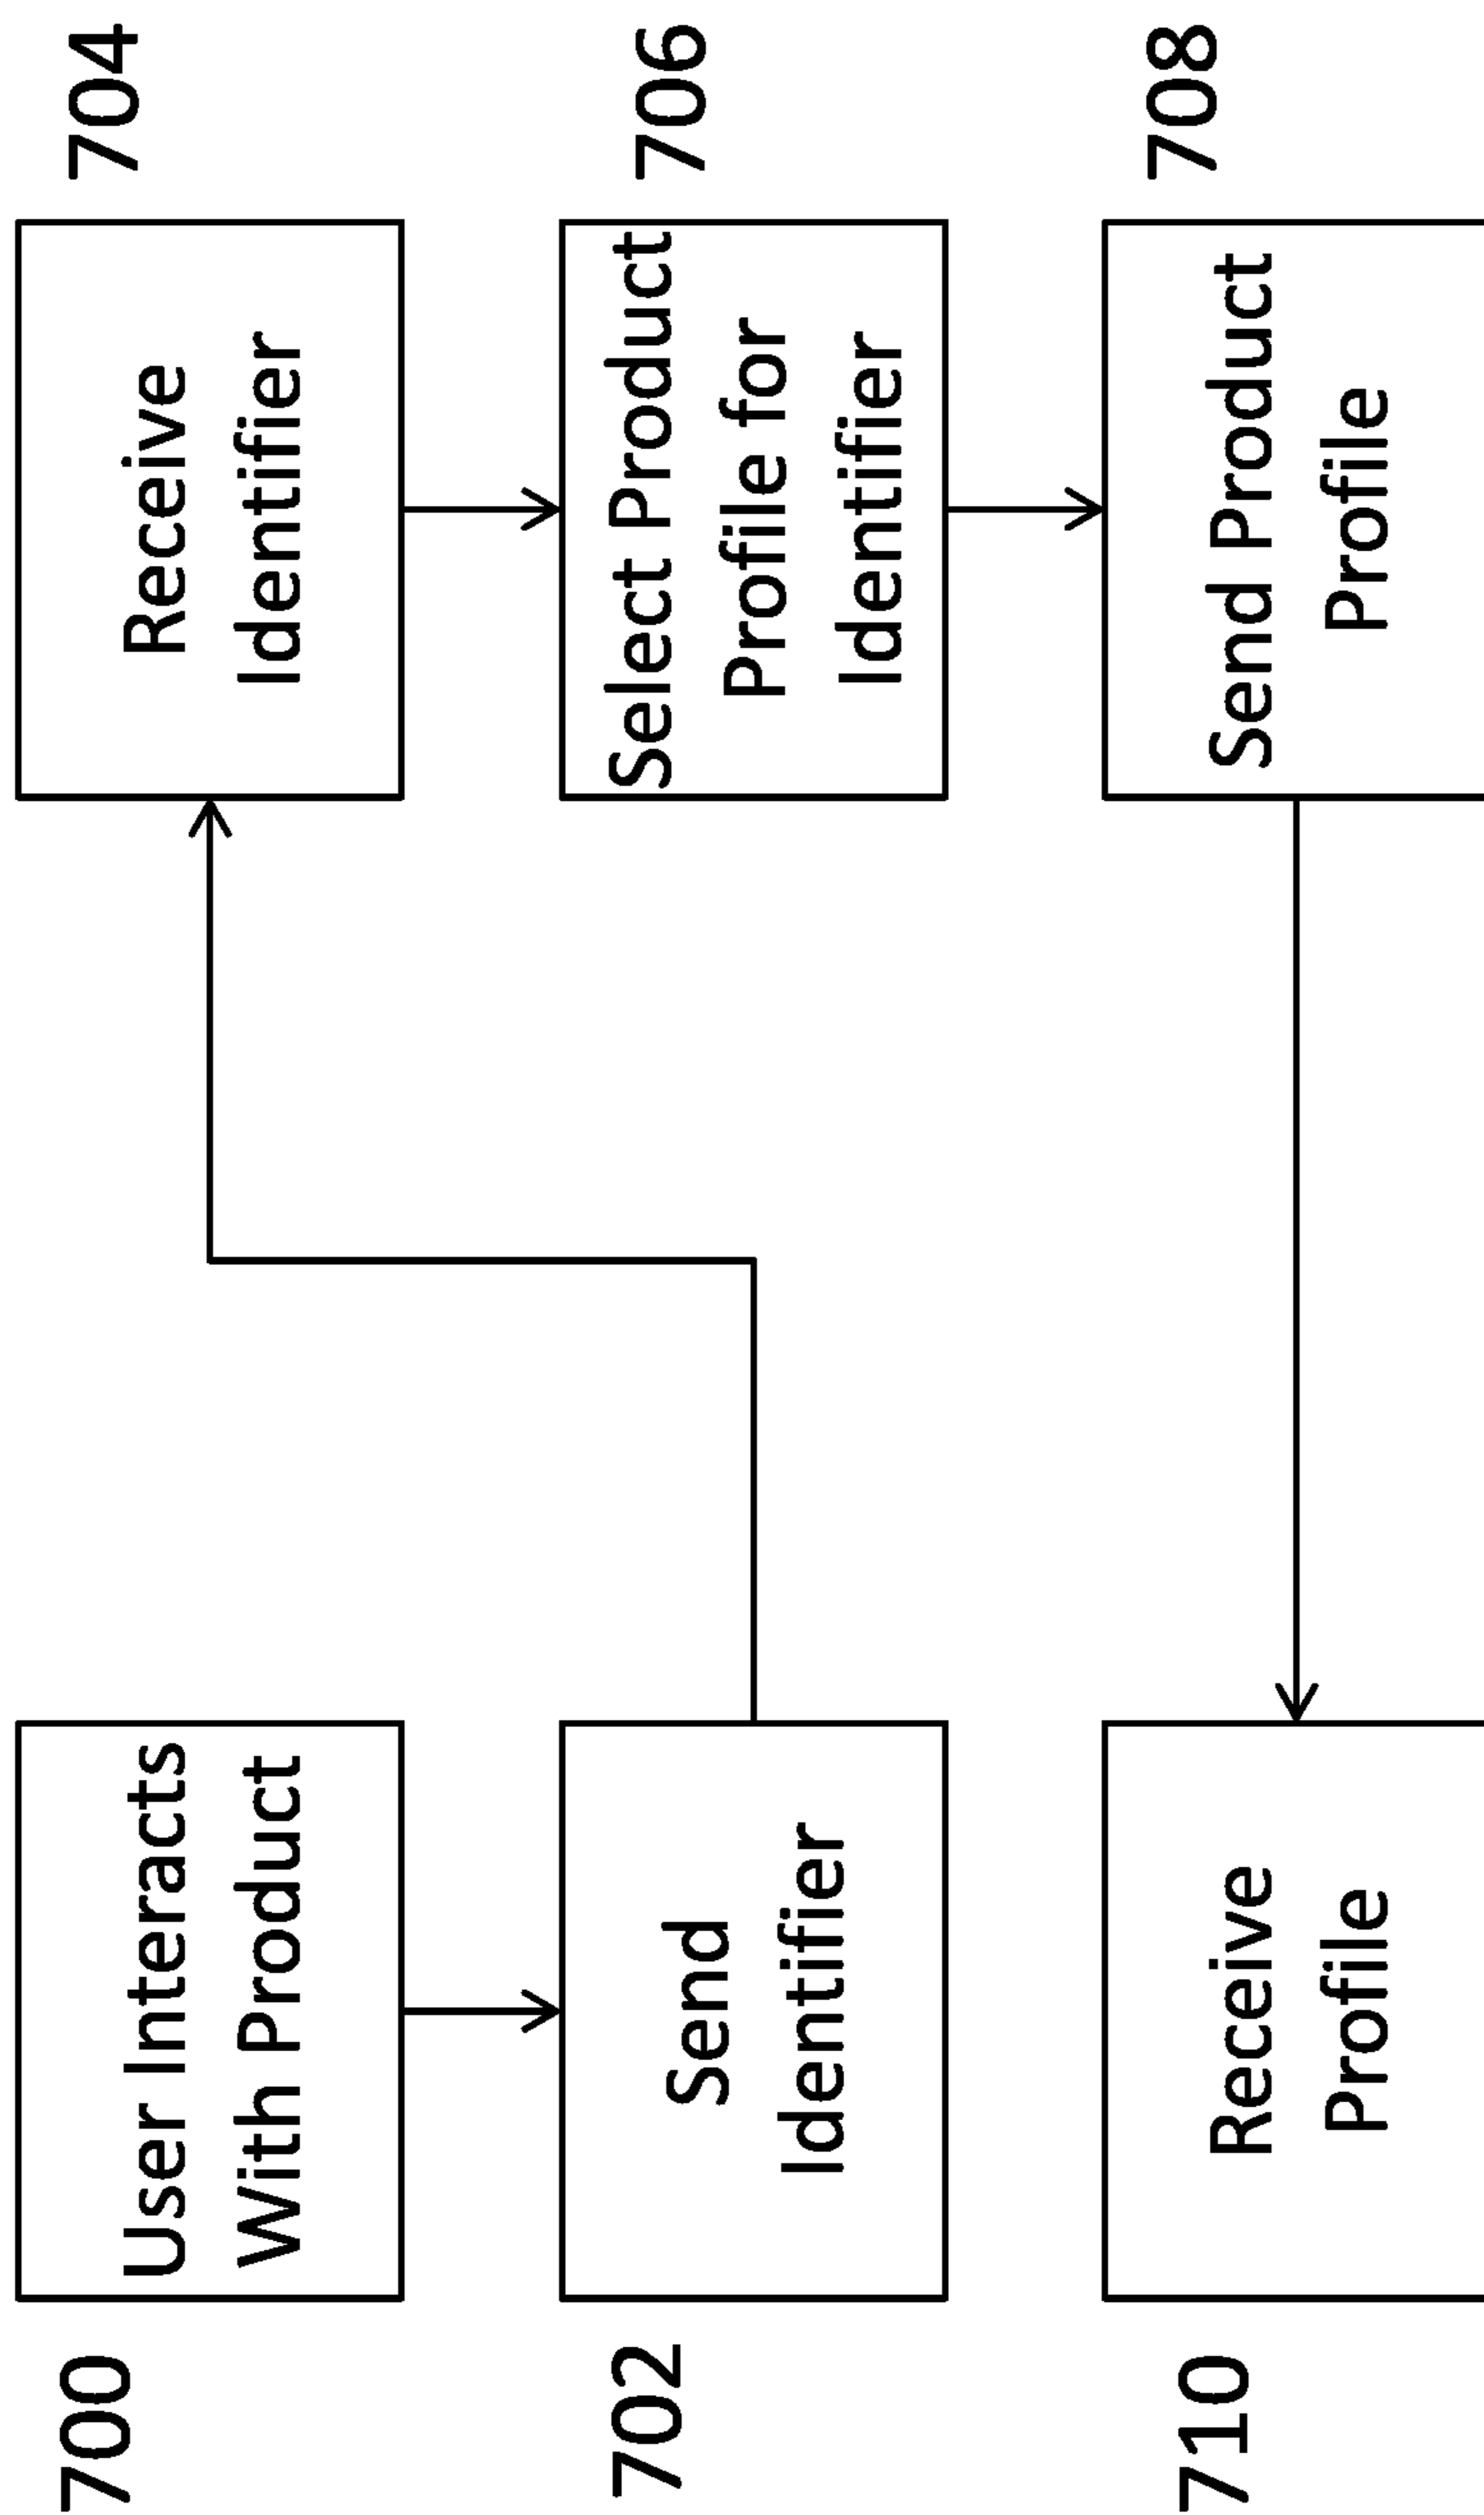 700
User Interacts
With Product
702
Send
Identifier
704
Receive
Identifier
706
Select Product
Profile for
Identifier
708
Send Product
Profile
710
Receive
Profile